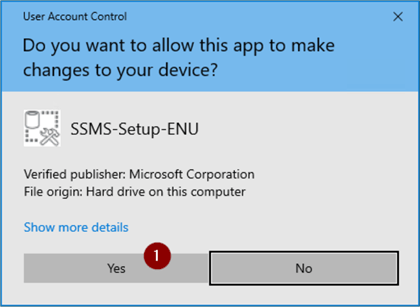 User Account Control
Do you want to allow this app to make
changes to your device?
SSMS-Setup-ENU
Verified publisher: Microsoft Corporation
File origin: Hard drive on this computer
Show more details
1
Yes
No